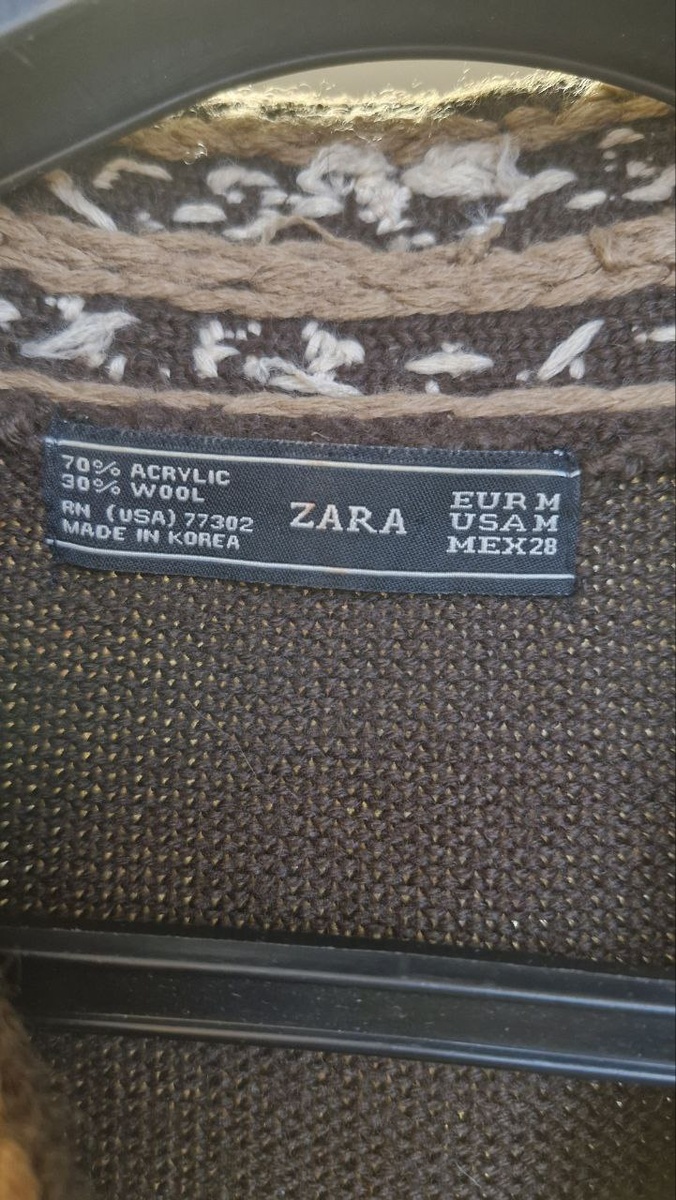 70% ACRYLIC
30% WOOL
RN (USA) 77302
MADE IN KOREA
ZARA
EUR M
USA M
MEX 28